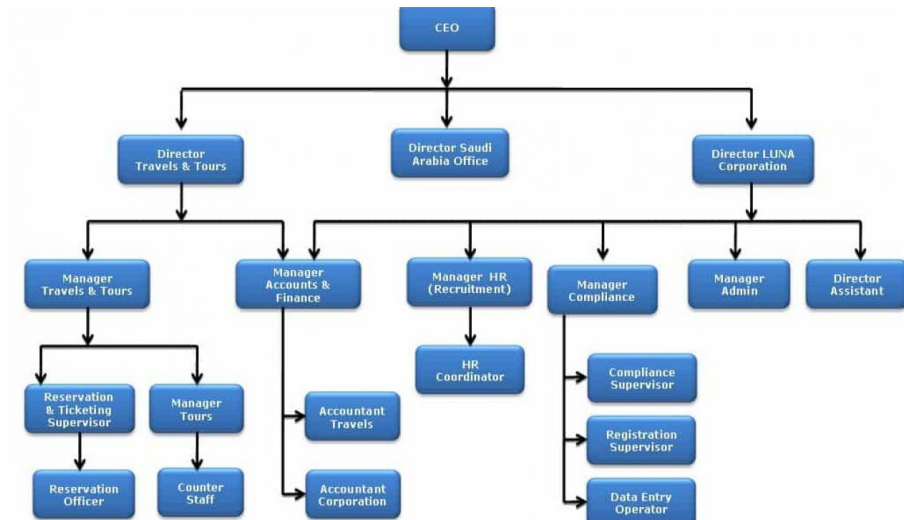 CEO
Director
Travels & Tours
Director Saudi
Arabia Office
Director LUNA
Corporation
Manager
Travels & Tours
Manager
Accounts &
Finance
Manager HR
(Recruitment)
Manager
Compliance
Manager
Admin
Director
Assistant
HR
Coordinator
Compliance
Supervisor
Reservation
& Ticketing
Supervisor
Manager
Tours
Accountant
Travels
Registration
Supervisor
Reservation
Officer
Counter
Staff
Accountant
Corporation
Data Entry
Operator